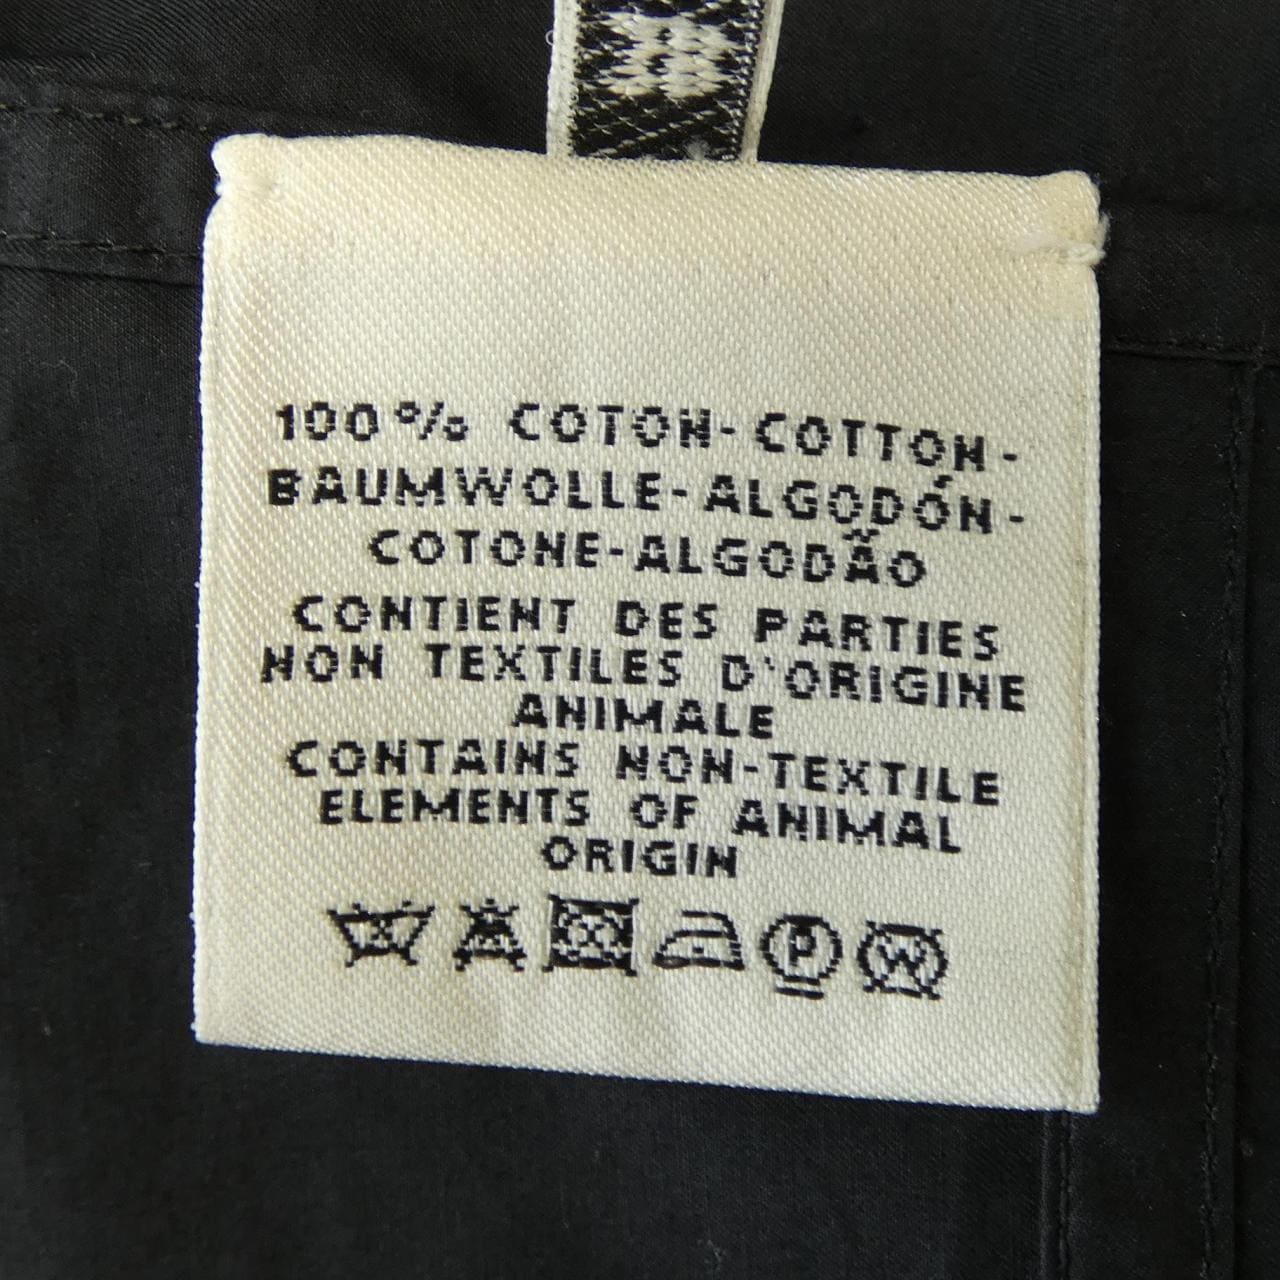 100% COTON-COTTON-
BAUMWOLLE-ALGODÓN-
COTONE-ALGODÃO
CONTIENT DES PARTIES
NON TEXTILES D'ORIGINE
ANIMALE
CONTAINS NON-TEXTILE
ELEMENTS OF ANIMAL
ORIGIN
P W